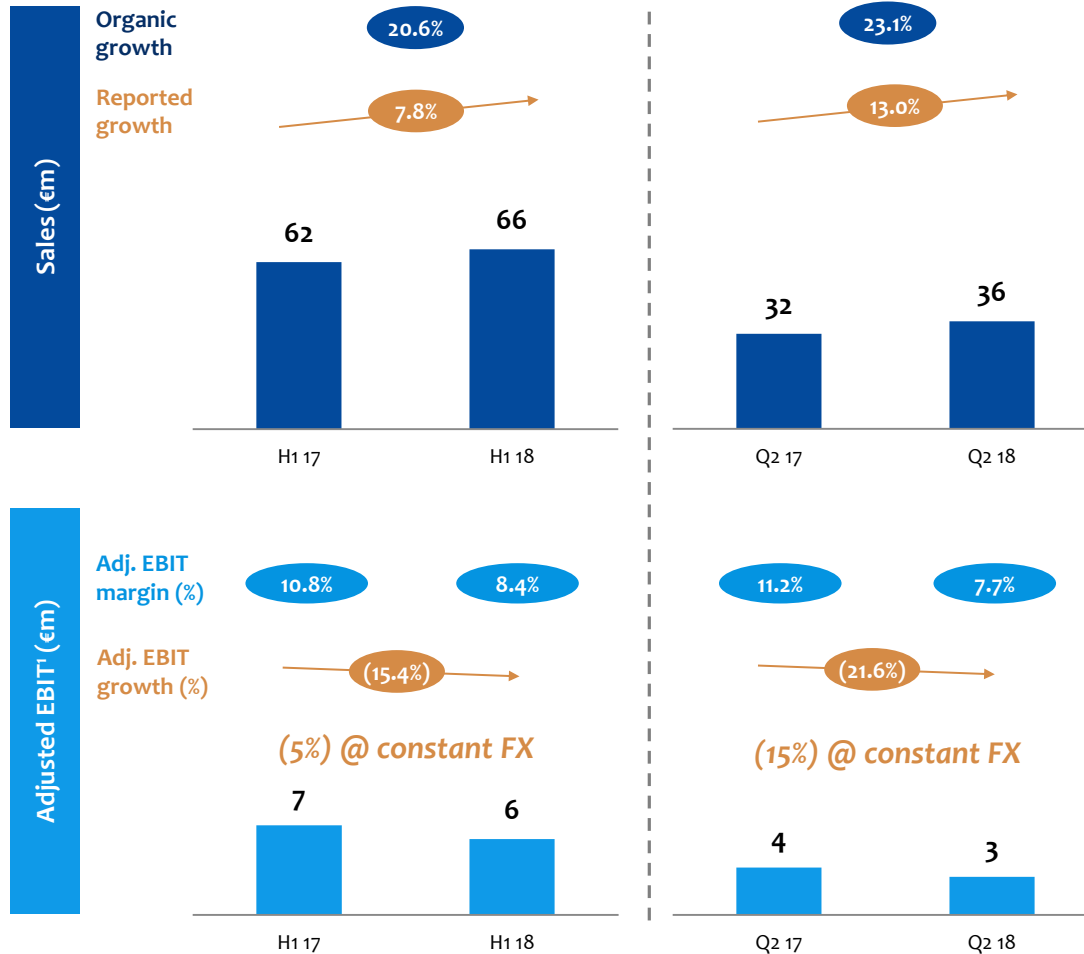 Sales (€m)
Organic
growth
20.6%
23.1%
Reported
growth
7.8%
13.0%
62
66
32
36
H1 17
H1 18
Q2 17
Q2 18
Adjusted EBIT¹ (€m)
Adj. EBIT
margin (%)
10.8%
8.4%
11.2%
7.7%
Adj. EBIT
growth (%)
(15.4%)
(21.6%)
(5%) @ constant FX
(15%) @ constant FX
7
6
4
3
H1 17
H1 18
Q2 17
Q2 18